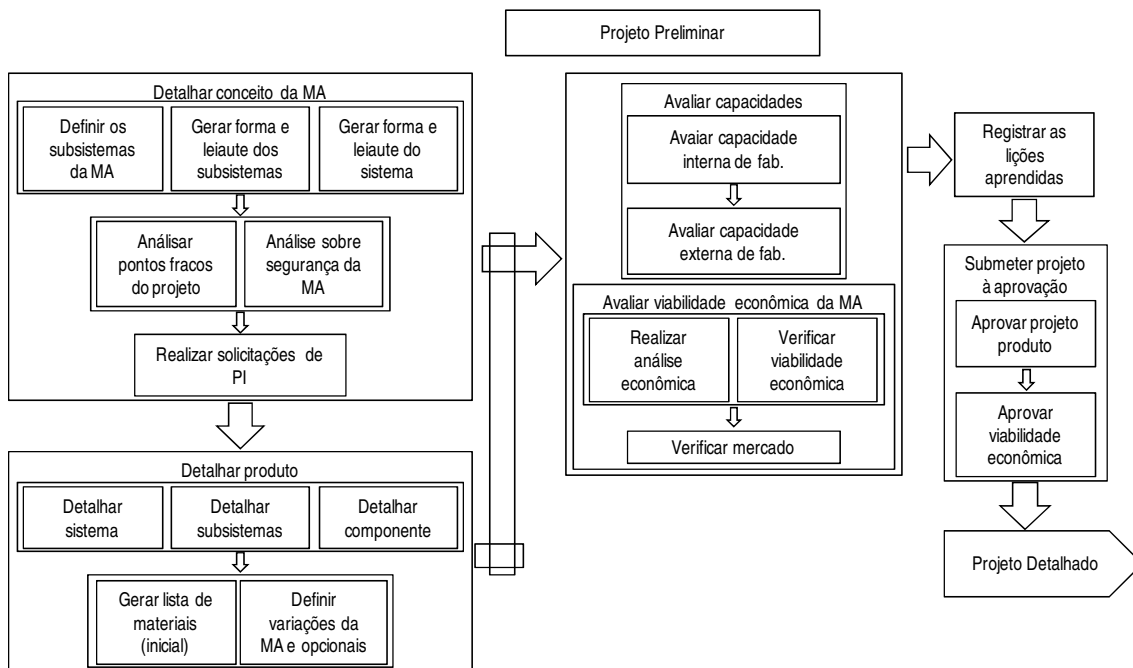 Projeto Preliminar
Detalhar conceito da MA
Definir os
subsistemas
da MA
Gerar forma e
leiaute dos
subsistemas
Gerar forma e
leiaute do
sistema
Análisar
pontos fracos
do projeto
Análise sobre
segurança da
MA
Realizar solicitações de
PI
Detalhar produto
Detalhar
sistema
Detalhar
subsistemas
Detalhar
componente
Gerar lista de
materiais
(inicial)
Definir
variações da
MA e opcionais
Avaliar capacidades
Avaiar capacidade
interna de fab.
Avaliar capacidade
externa de fab.
Avaliar viabilidade econômica da MA
Realizar
análise
econômica
Verificar
viabilidade
econômica
Verificar mercado
Registrar as
lições
aprendidas
Submeter projeto
à aprovação
Aprovar projeto
produto
Aprovar
viabilidade
econômica
Projeto Detalhado